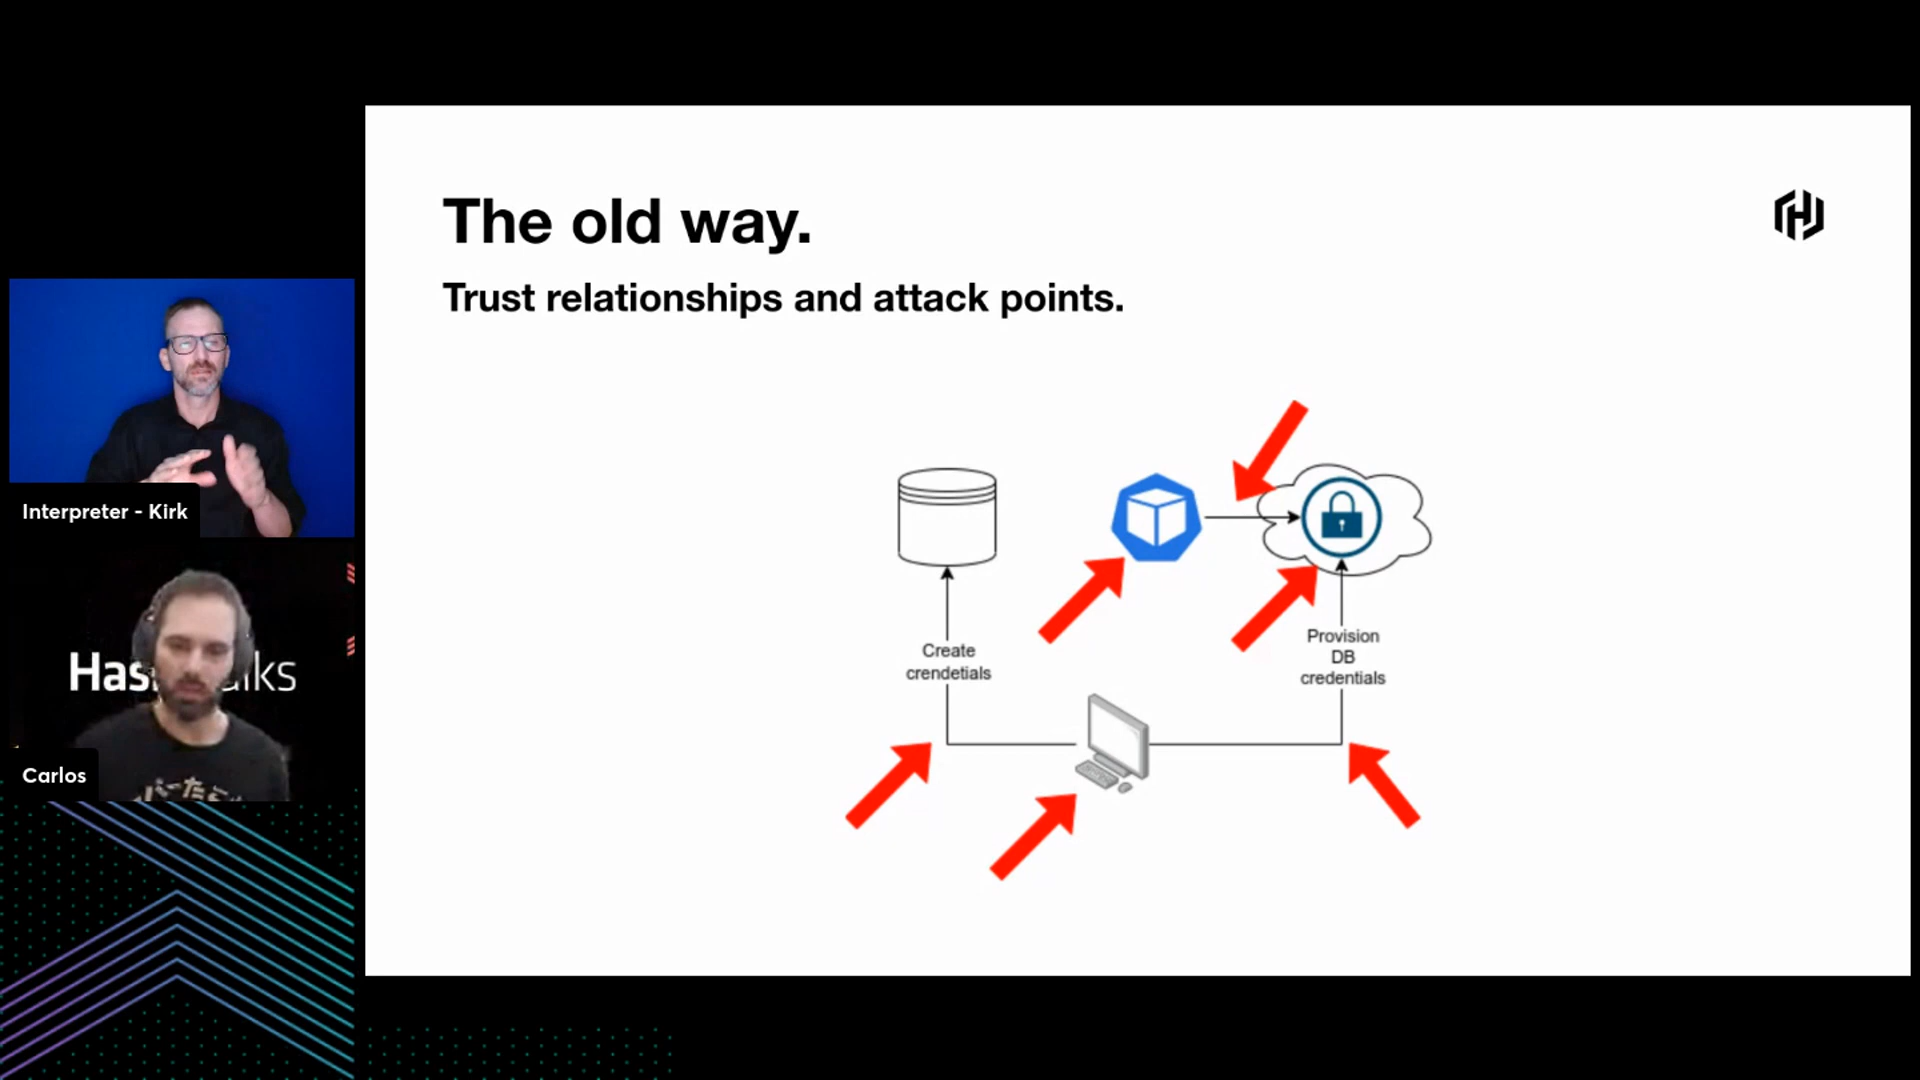 The old way.
Trust relationships and attack points.
Create
crendetials
Provision
DB
credentials
Interpreter - Kirk
Carlos